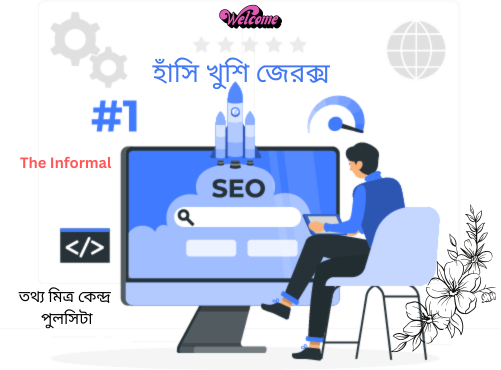 Welcome
হাঁসি খুশি জেরক্স
#1
The Informal
SEO
</>
তথ্য মিত্র কেন্দ্র
পুলসিটা